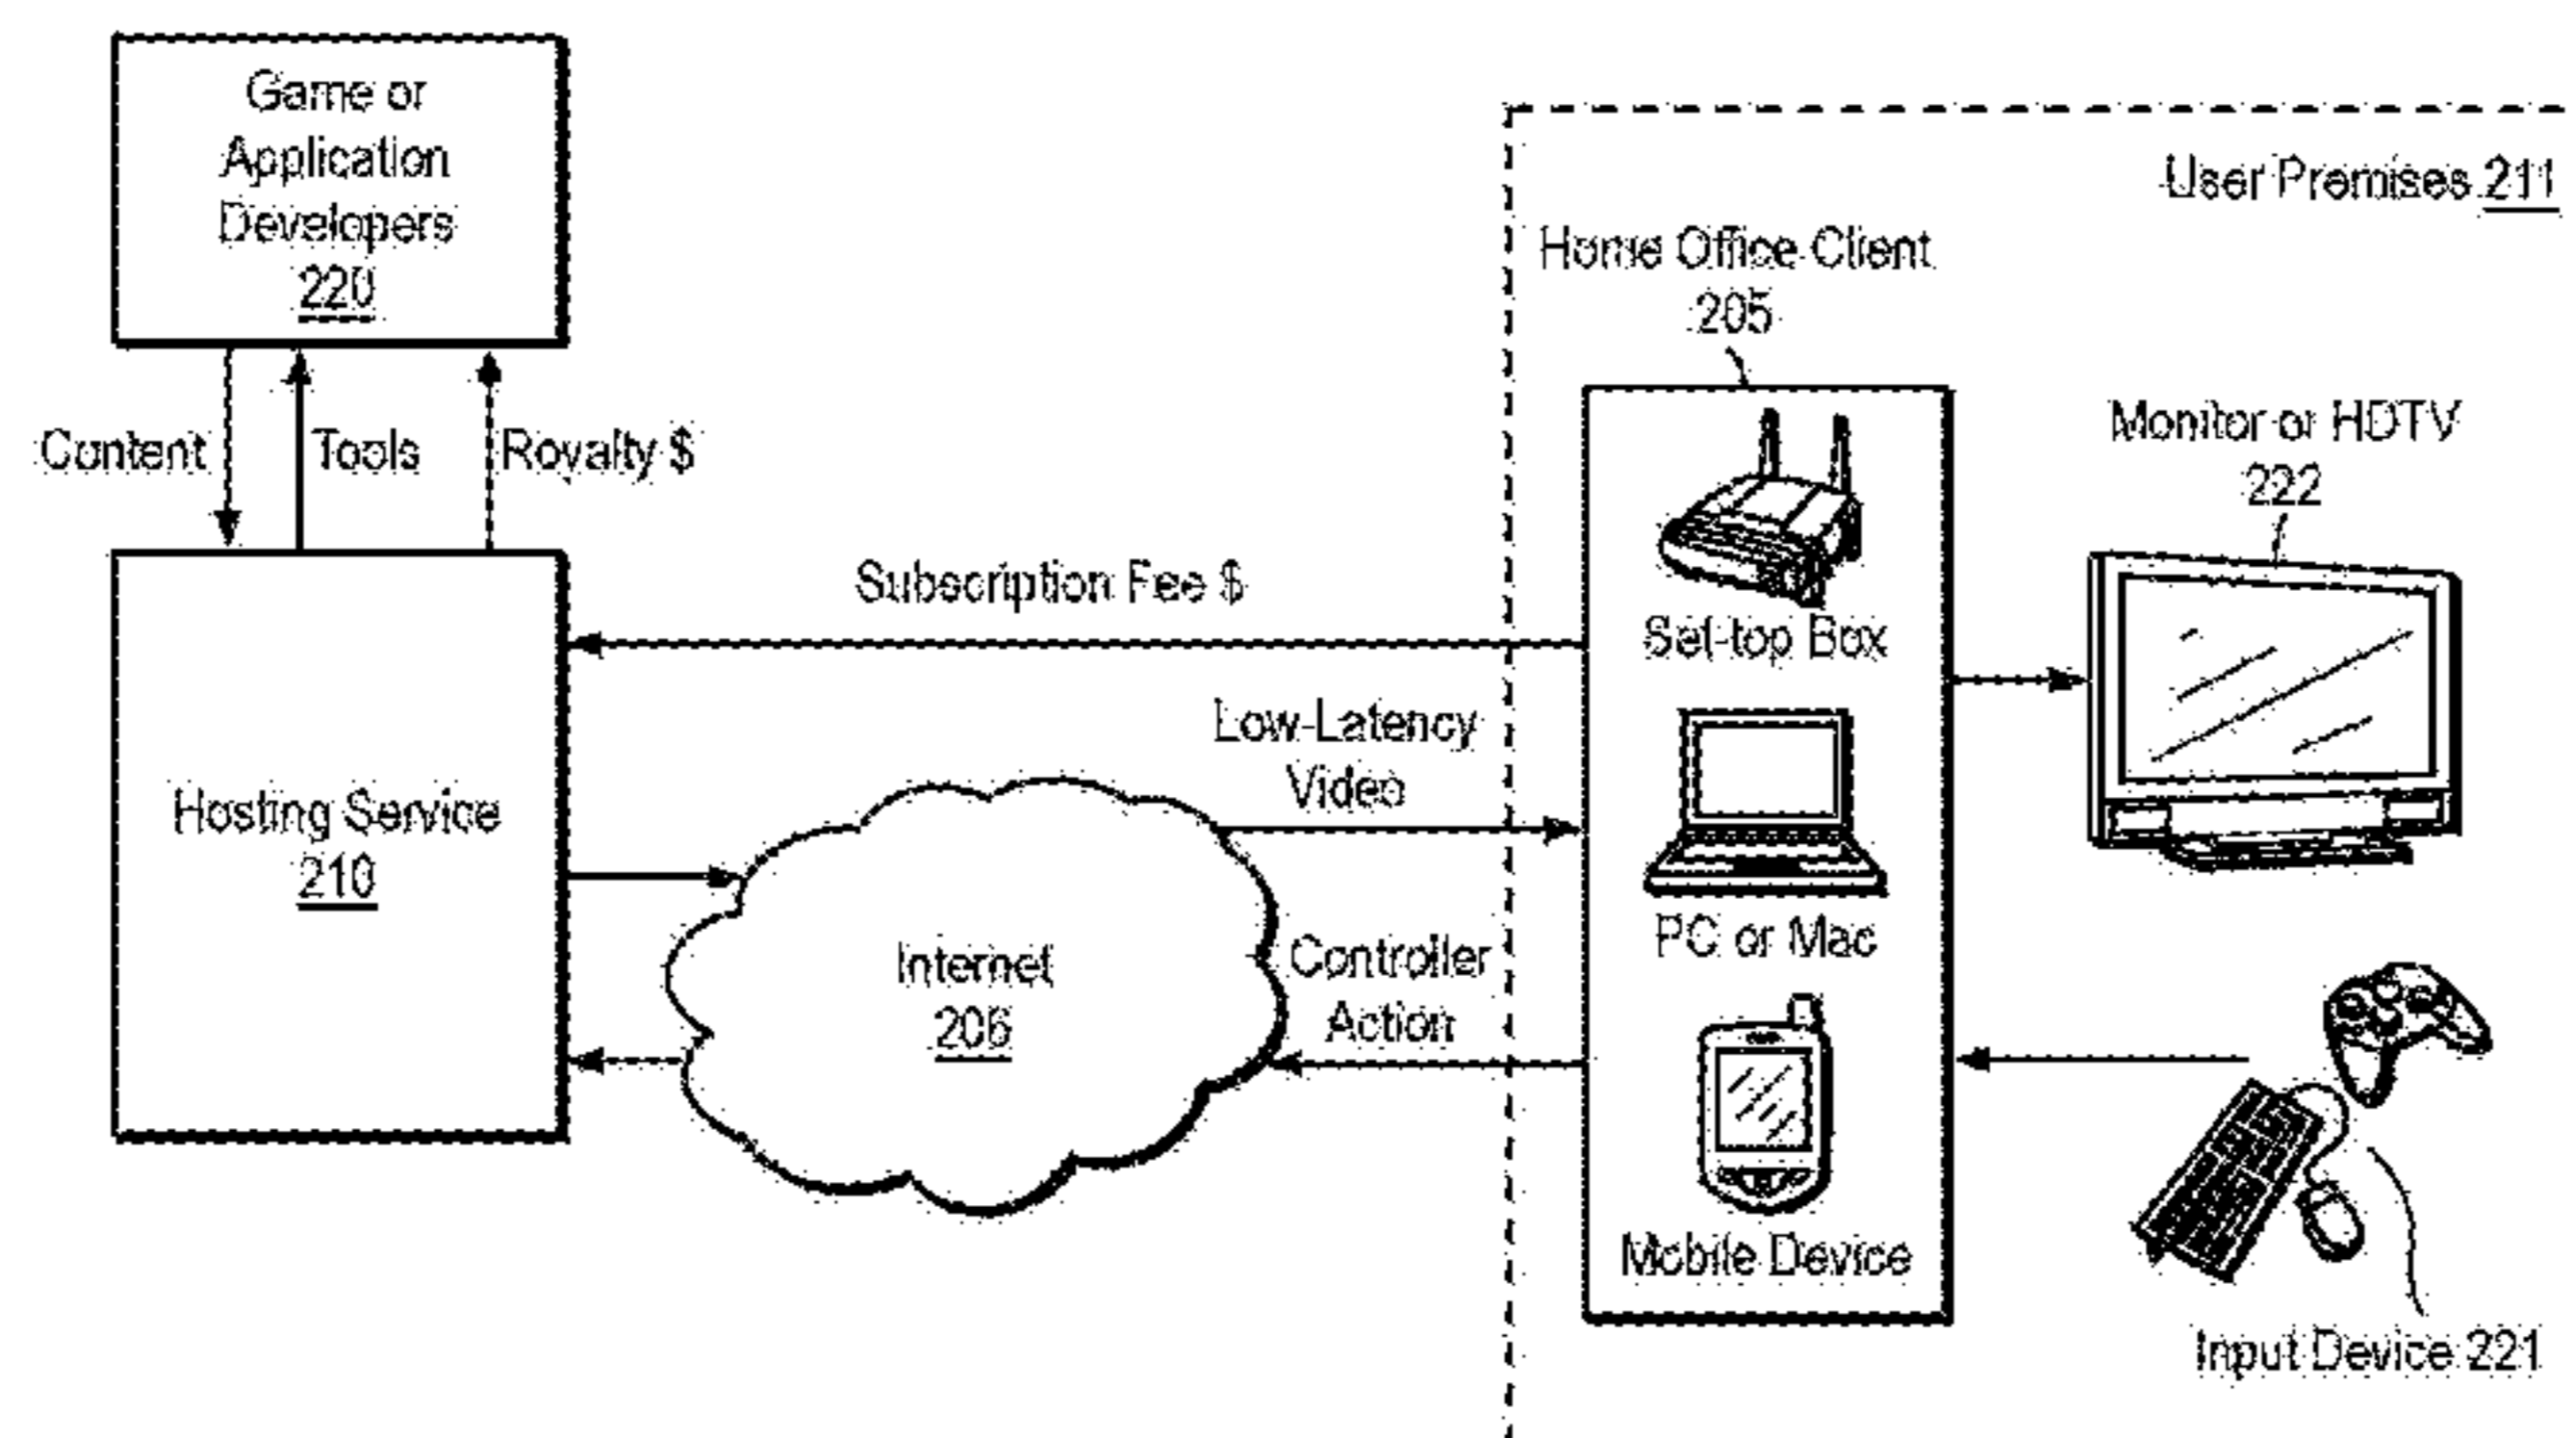 Game or
Application
Developers
220
User Premises 211
Home Office Client
205
Monitor or HDTV
222
Content
Tools
Royalty $
Subscription Fee $
Set-top Box
Low-Latency
Video
Hosting Service
210
PC or Mac
Internet
206
Controller
Action
Mobile Device
Input Device 221